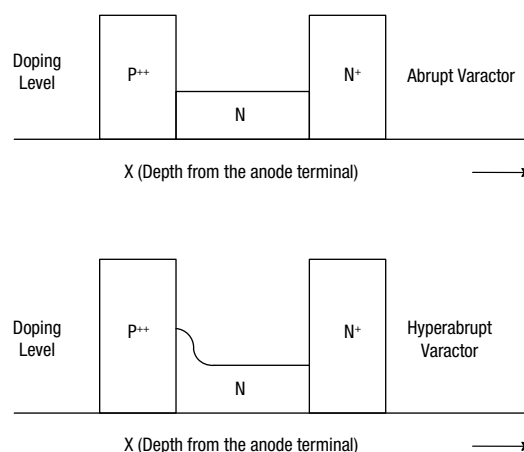 Doping
Level
P++
N
N+
Abrupt Varactor
X (Depth from the anode terminal)
Doping
Level
P++
N
N+
Hyperabrupt
Varactor
X (Depth from the anode terminal)